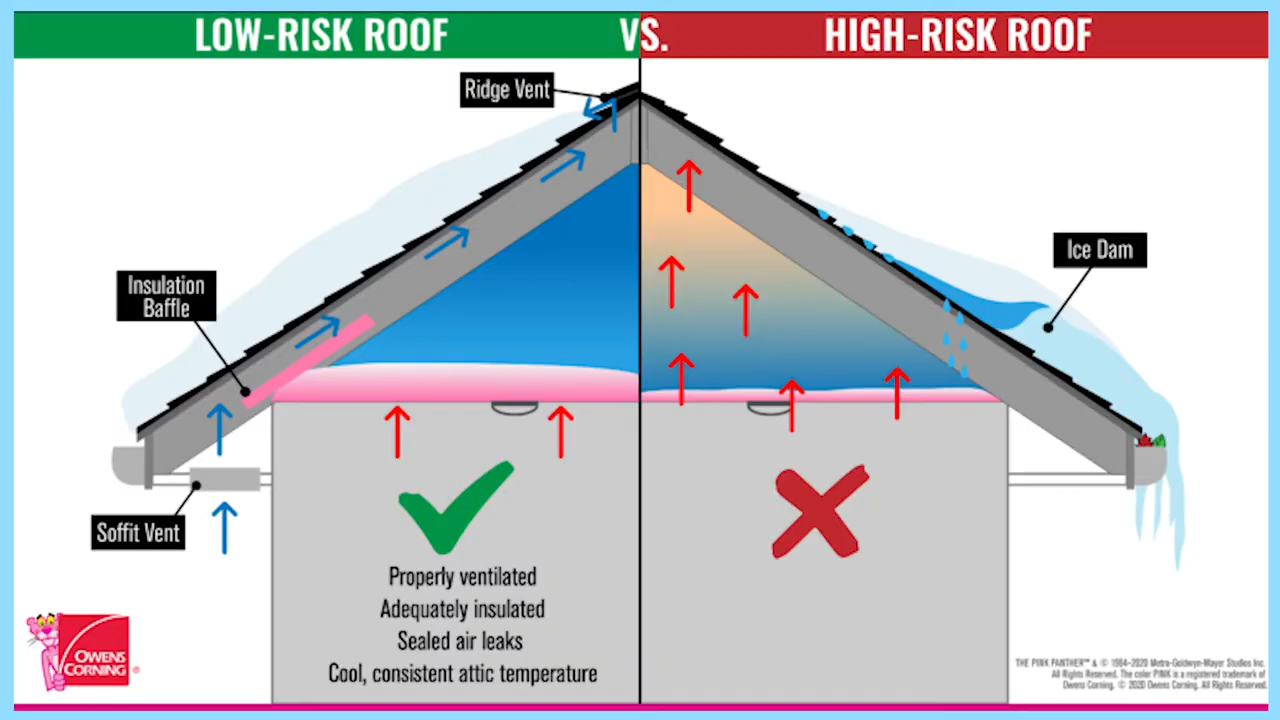 LOW-RISK ROOF VS. HIGH-RISK ROOF
Ridge Vent
Ice Dam
Insulation
Baffle
Soffit Vent
Properly ventilated
Adequately insulated
Sealed air leaks
Cool, consistent attic temperature
OWENS
CORNING®
THE PINK PANTHER™ & © 1964–2020 Metro-Goldwyn-Mayer Studios Inc.
All Rights Reserved. The color PINK is a registered trademark of
Owens Corning. © 2020 Owens Corning. All Rights Reserved.